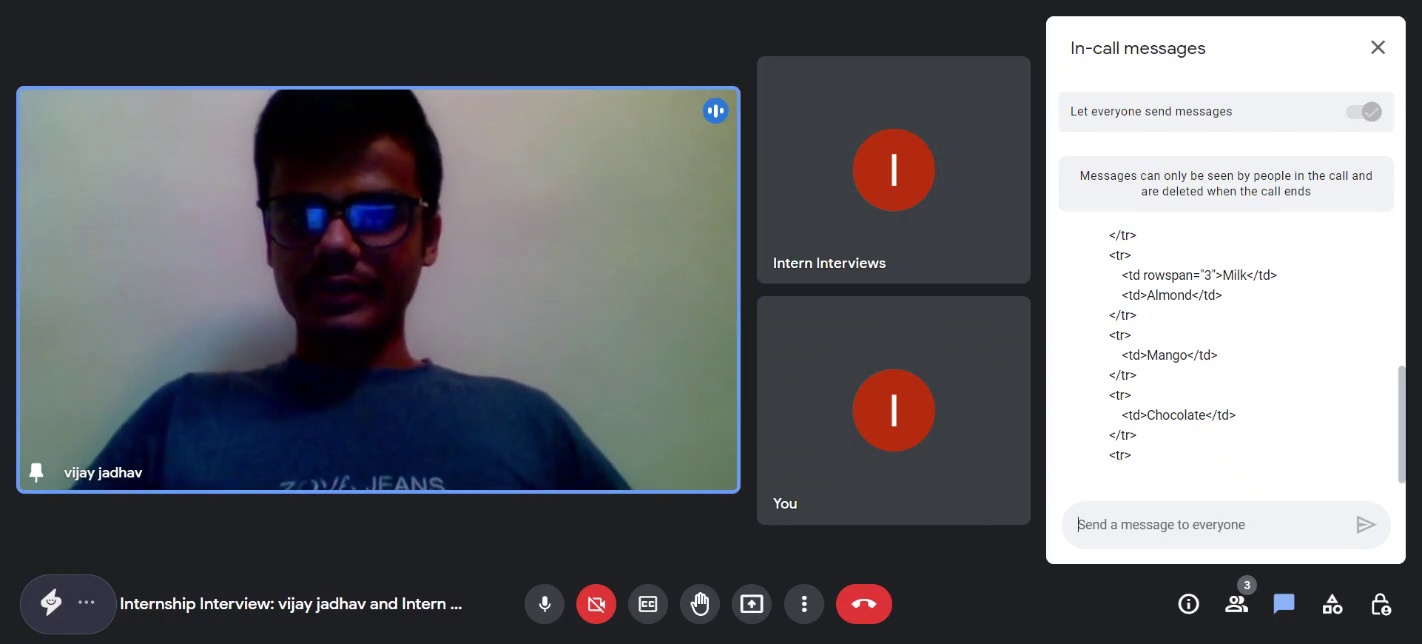 In-call messages
Let everyone send messages
Messages can only be seen by people in the call and
are deleted when the call ends
</tr>
<tr>
<td rowspan="3">Milk</td>
<td>Almond</td>
</tr>
<tr>
<td>Mango</td>
</tr>
<tr>
<td>Chocolate</td>
</tr>
<tr>
Send a message to everyone
I
Intern Interviews
I
You
JEANS
vijay jadhav
Internship Interview: vijay jadhav and Intern ...
CC
3